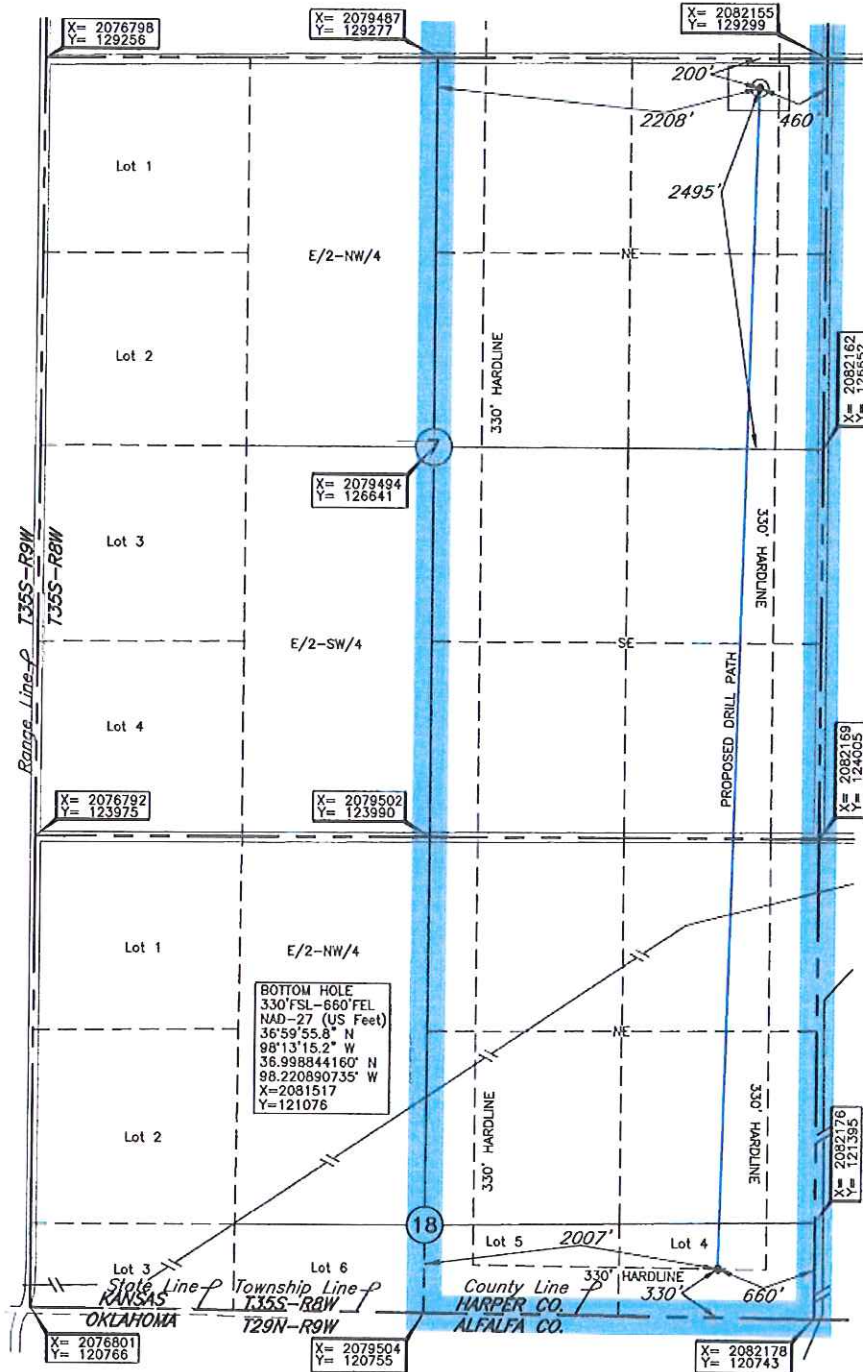 X= 2076798
Y= 129256
X= 2079487
Y= 129277
X= 2082155
Y= 129299
200'
2208'
460'
Lot 1
2495'
E/2-NW/4
NE
Lot 2
330' HARDLINE
X= 2082162
Y= 126652
7
X= 2079494
Y= 126641
Lot 3
330' HARDLINE
Range Line
T35S-R9W
T35S-R8W
E/2-SW/4
SE
PROPOSED DRILL PATH
Lot 4
X= 2076792
Y= 123975
X= 2079502
Y= 123990
X= 2082169
Y= 124005
Lot 1
E/2-NW/4
BOTTOM HOLE
330'FSL-660'FEL
NAD-27 (US Feet)
36°59'55.8" N
98°13'15.2" W
36.998844160° N
98.220890735° W
X=2081517
Y=121076
NE
330' HARDLINE
330' HARDLINE
Lot 2
X= 2082176
Y= 121395
18
Lot 5
2007'
Lot 4
Lot 3
Lot 6
330' HARDLINE
330'
660'
State Line
Township Line
County Line
KANSAS
T35S-R8W
HARPER CO.
OKLAHOMA
T29N-R9W
ALFALFA CO.
X= 2076801
Y= 120766
X= 2079504
Y= 120755
X= 2082178
Y= 120743